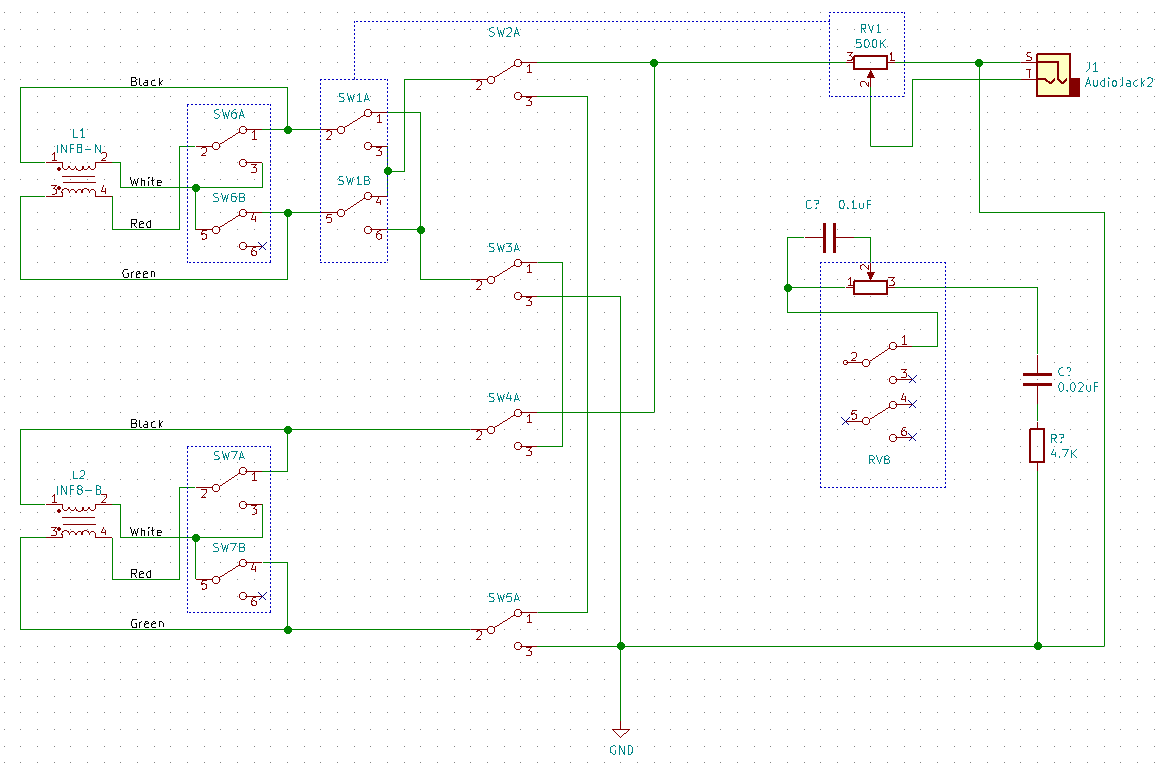 SW2A
1
2
3
RV1
500K
3
1
2
S
T
J1
AudioJack2
Black
SW6A
1
2
3
SW1A
1
2
3
L1
INF8-N
1
2
3
4
White
Red
SW6B
4
5
6
SW1B
4
5
6
Green
C?
0.1uF
SW3A
1
2
3
2
1
3
1
2
3
4
5
6
RV?
C?
0.02uF
R?
4.7K
SW4A
1
2
3
Black
SW7A
1
2
3
L2
INF8-B
1
2
3
4
White
Red
SW7B
4
5
6
Green
SW5A
1
2
3
GND